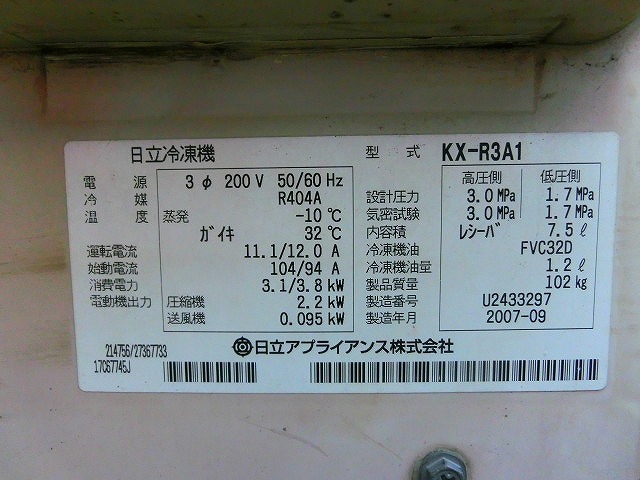 日立冷凍機
型 式 KX-R3A1
電 源 3 φ 200 V 50/60 Hz
冷 媒 R404A
温 度 蒸発 -10 ℃
ガイキ 32 ℃
運転電流 11.1/12.0 A
始動電流 104/94 A
消費電力 3.1/3.8 kW
電動機出力 圧縮機 2.2 kW
送風機 0.095 kW
高圧側 低圧側
設計圧力 3.0 MPa 1.7 MPa
気密試験 3.0 MPa 1.7 MPa
内容積 レシーバ 7.5 ℓ
冷凍機油 FVC32D
冷凍機油量 1.2 ℓ
製品質量 102 kg
製造番号 U2433297
製造年月 2007-09
日立アプライアンス株式会社
214756/27367733
17C67745J